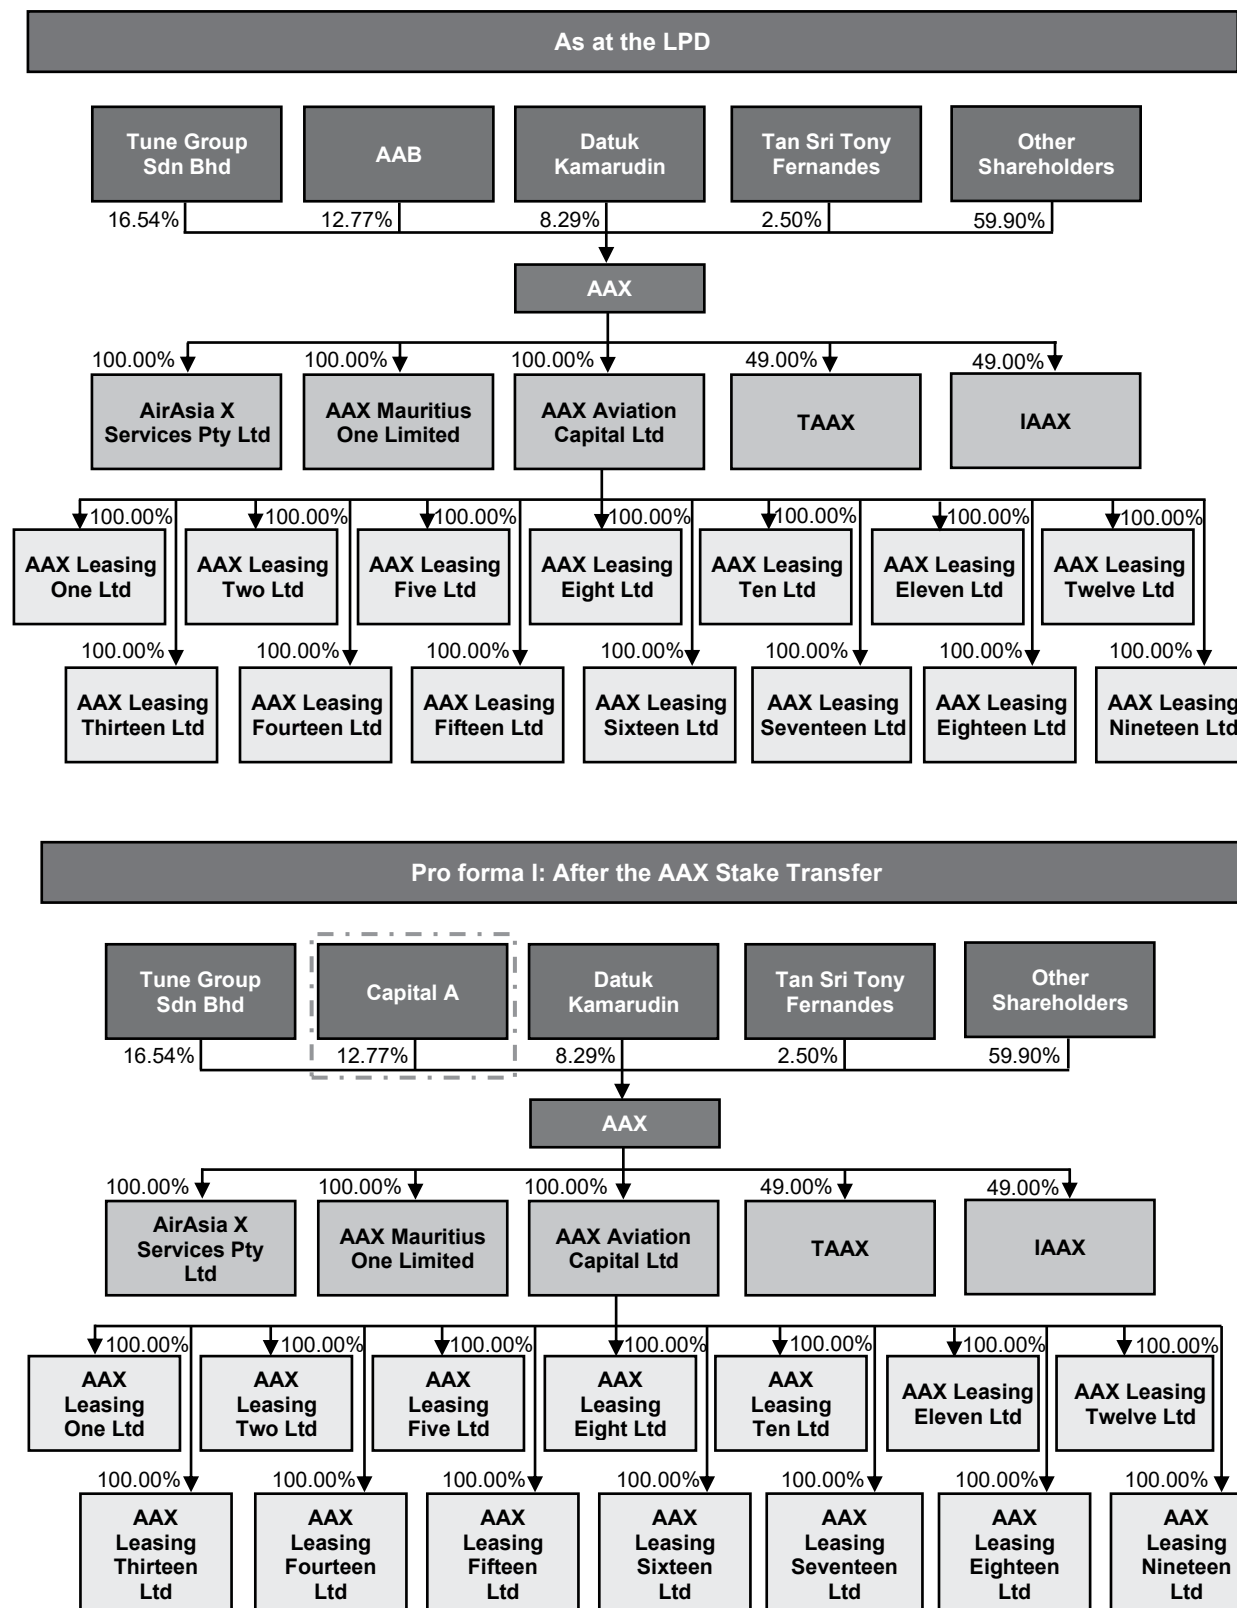 As at the LPD
Tune Group
Sdn Bhd
AAB
Datuk
Kamarudin
Tan Sri Tony
Fernandes
Other
Shareholders
16.54%
12.77%
8.29%
2.50%
59.90%
AAX
100.00%
100.00%
100.00%
49.00%
49.00%
AirAsia X
Services Pty Ltd
AAX Mauritius
One Limited
AAX Aviation
Capital Ltd
TAAX
IAAX
100.00%
100.00%
100.00%
100.00%
100.00%
100.00%
100.00%
AAX Leasing
One Ltd
AAX Leasing
Two Ltd
AAX Leasing
Five Ltd
AAX Leasing
Eight Ltd
AAX Leasing
Ten Ltd
AAX Leasing
Eleven Ltd
AAX Leasing
Twelve Ltd
100.00%
100.00%
100.00%
100.00%
100.00%
100.00%
100.00%
AAX Leasing
Thirteen Ltd
AAX Leasing
Fourteen Ltd
AAX Leasing
Fifteen Ltd
AAX Leasing
Sixteen Ltd
AAX Leasing
Seventeen Ltd
AAX Leasing
Eighteen Ltd
AAX Leasing
Nineteen Ltd
Pro forma I: After the AAX Stake Transfer
Tune Group
Sdn Bhd
Capital A
Datuk
Kamarudin
Tan Sri Tony
Fernandes
Other
Shareholders
16.54%
12.77%
8.29%
2.50%
59.90%
AAX
100.00%
100.00%
100.00%
49.00%
49.00%
AirAsia X
Services Pty
Ltd
AAX Mauritius
One Limited
AAX Aviation
Capital Ltd
TAAX
IAAX
100.00%
100.00%
100.00%
100.00%
100.00%
100.00%
100.00%
AAX
Leasing
One Ltd
AAX
Leasing
Two Ltd
AAX
Leasing
Five Ltd
AAX
Leasing
Eight Ltd
AAX
Leasing
Ten Ltd
AAX Leasing
Eleven Ltd
AAX Leasing
Twelve Ltd
100.00%
100.00%
100.00%
100.00%
100.00%
100.00%
100.00%
AAX
Leasing
Thirteen
Ltd
AAX
Leasing
Fourteen
Ltd
AAX
Leasing
Fifteen
Ltd
AAX
Leasing
Sixteen
Ltd
AAX
Leasing
Seventeen
Ltd
AAX
Leasing
Eighteen
Ltd
AAX
Leasing
Nineteen
Ltd